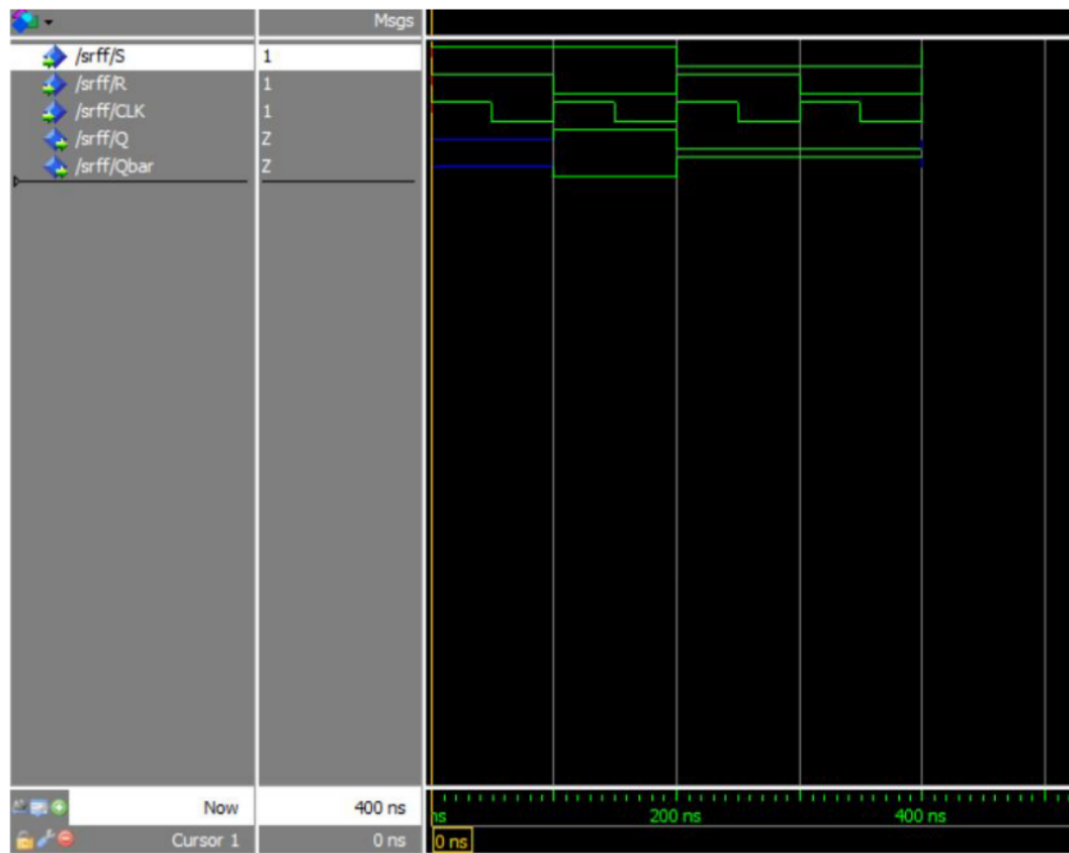 Msgs
/srff/S 1
/srff/R 1
/srff/CLK 1
/srff/Q Z
/srff/Qbar Z
Now 400 ns ns 200 ns 400 ns
Cursor 1 0 ns 0 ns